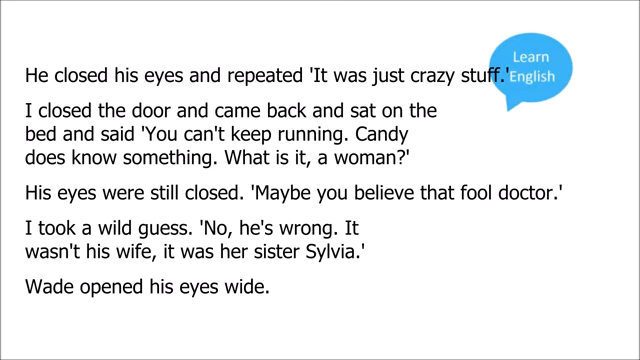 Learn
English
He closed his eyes and repeated 'It was just crazy stuff.'
I closed the door and came back and sat on the
bed and said 'You can't keep running. Candy
does know something. What is it, a woman?'
His eyes were still closed. 'Maybe you believe that fool doctor.'
I took a wild guess. 'No, he's wrong. It
wasn't his wife, it was her sister Sylvia.'
Wade opened his eyes wide.